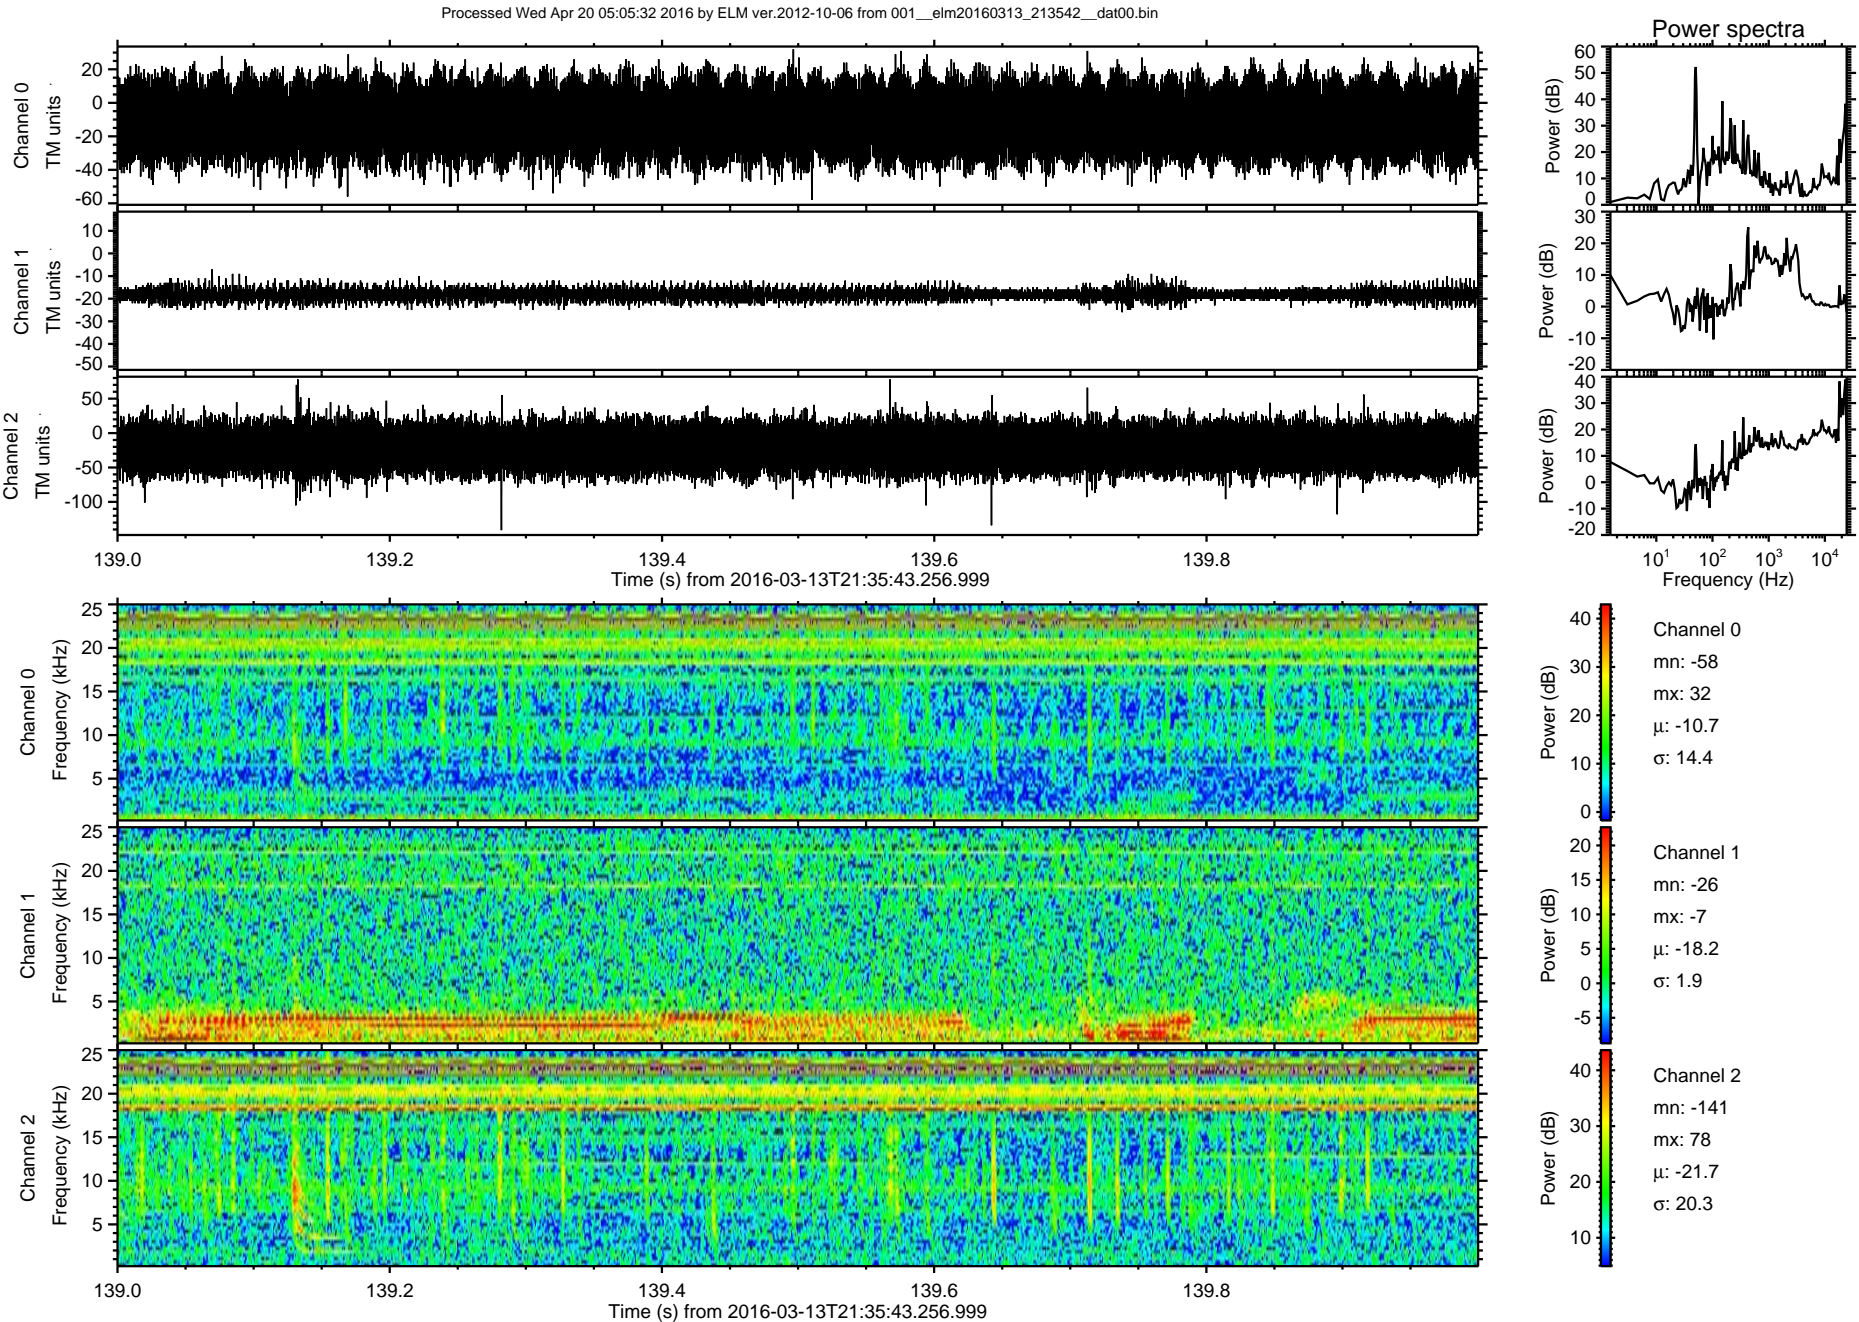 Processed Wed Apr 20 05:05:32 2016 by ELM ver.2012-10-06 from 001__elm20160313_213542__dat00.bin
Power spectra
Channel 0
TM units
20
0
-20
-40
-60
Power (dB)
60
50
40
30
20
10
0
Channel 1
TM units
10
0
-10
-20
-30
-40
-50
Power (dB)
30
20
10
0
-10
-20
Channel 2
TM units
50
0
-50
-100
Power (dB)
40
30
20
10
0
-10
-20
139.0 139.2 139.4 139.6 139.8
Time (s) from 2016-03-13T21:35:43.256.999
10¹ 10² 10³ 10⁴
Frequency (Hz)
Channel 0
Frequency (kHz)
25
20
15
10
5
Power (dB)
40
30
20
10
0
Channel 0
mn: -58
mx: 32
µ: -10.7
σ: 14.4
Channel 1
Frequency (kHz)
25
20
15
10
5
Power (dB)
20
15
10
5
0
-5
Channel 1
mn: -26
mx: -7
µ: -18.2
σ: 1.9
Channel 2
Frequency (kHz)
25
20
15
10
5
Power (dB)
40
30
20
10
Channel 2
mn: -141
mx: 78
µ: -21.7
σ: 20.3
139.0 139.2 139.4 139.6 139.8
Time (s) from 2016-03-13T21:35:43.256.999